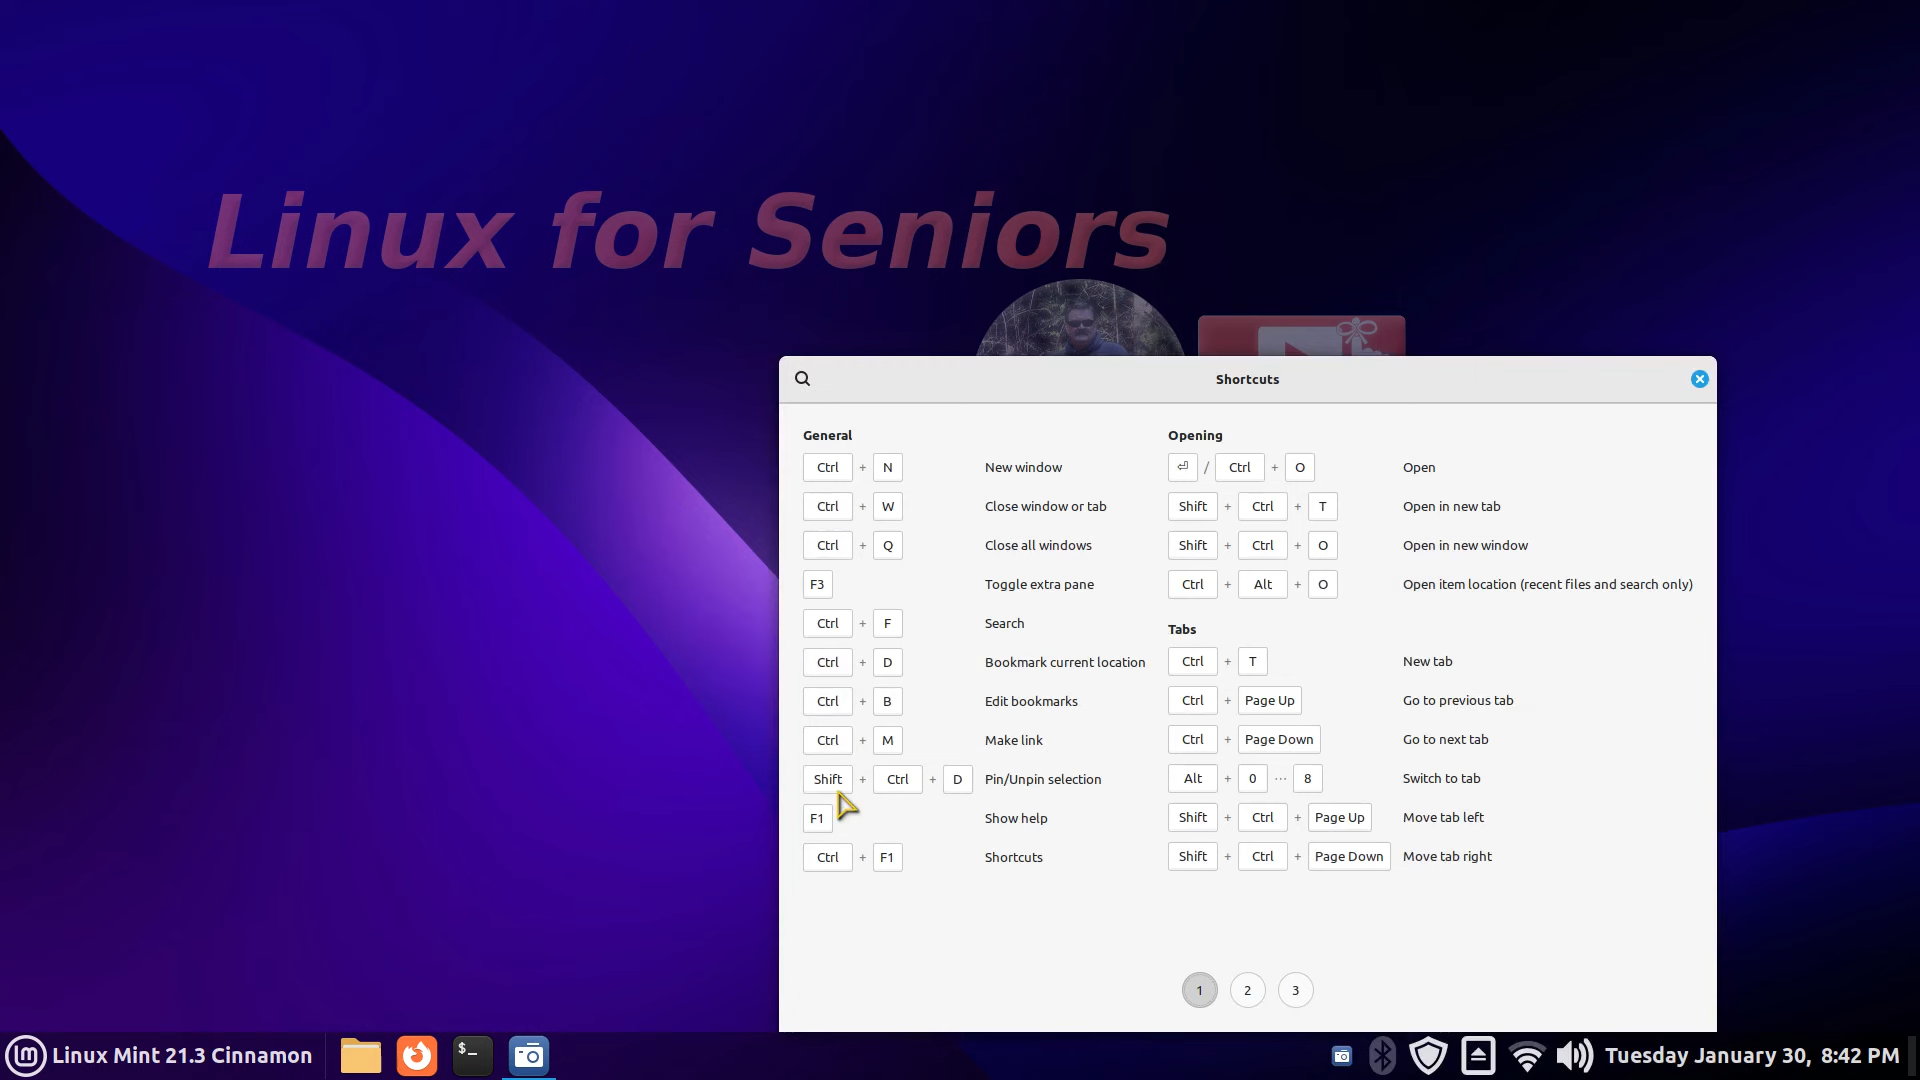 Linux for Seniors
Shortcuts
General
Ctrl + N New window
Ctrl + W Close window or tab
Ctrl + Q Close all windows
F3 Toggle extra pane
Ctrl + F Search
Ctrl + D Bookmark current location
Ctrl + B Edit bookmarks
Ctrl + M Make link
Shift + Ctrl + D Pin/Unpin selection
F1 Show help
Ctrl + F1 Shortcuts
Opening
⏎ / Ctrl + O Open
Shift + Ctrl + T Open in new tab
Shift + Ctrl + O Open in new window
Ctrl + Alt + O Open item location (recent files and search only)
Tabs
Ctrl + T New tab
Ctrl + Page Up Go to previous tab
Ctrl + Page Down Go to next tab
Alt + 0 ⋯ 8 Switch to tab
Shift + Ctrl + Page Up Move tab left
Shift + Ctrl + Page Down Move tab right
1 2 3
Linux Mint 21.3 Cinnamon $_ Tuesday January 30, 8:42 PM